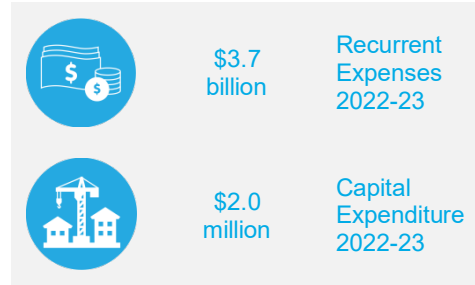 $
$
$3.7
billion
Recurrent
Expenses
2022-23
$2.0
million
Capital
Expenditure
2022-23